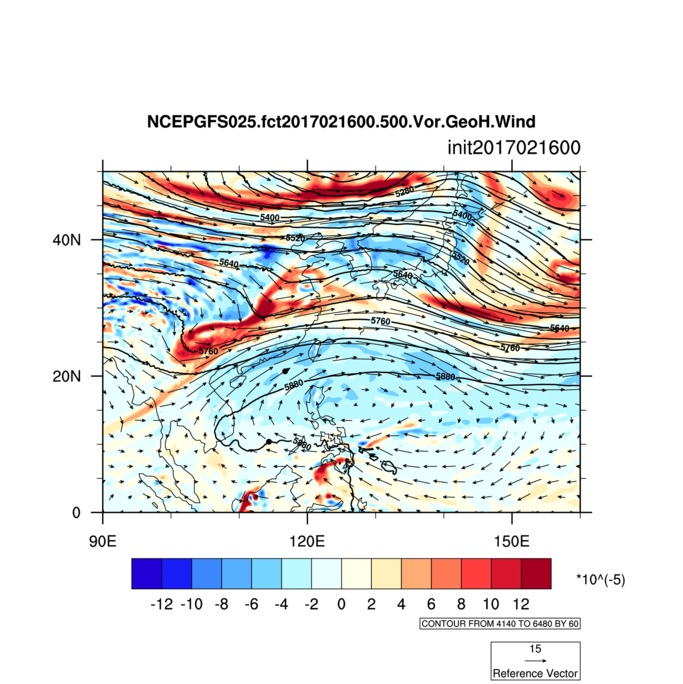 NCEPGFS025.fct2017021600.500.Vor.GeoH.Wind
init2017021600
5280
5400
5400
5520
5520
40N
5640
5640
5760
5640
5760
5760
20N
5880
5880
5880
0
90E 120E 150E
-12 -10 -8 -6 -4 -2 0 2 4 6 8 10 12
*10^(-5)
CONTOUR FROM 4140 TO 6480 BY 60
15
Reference Vector